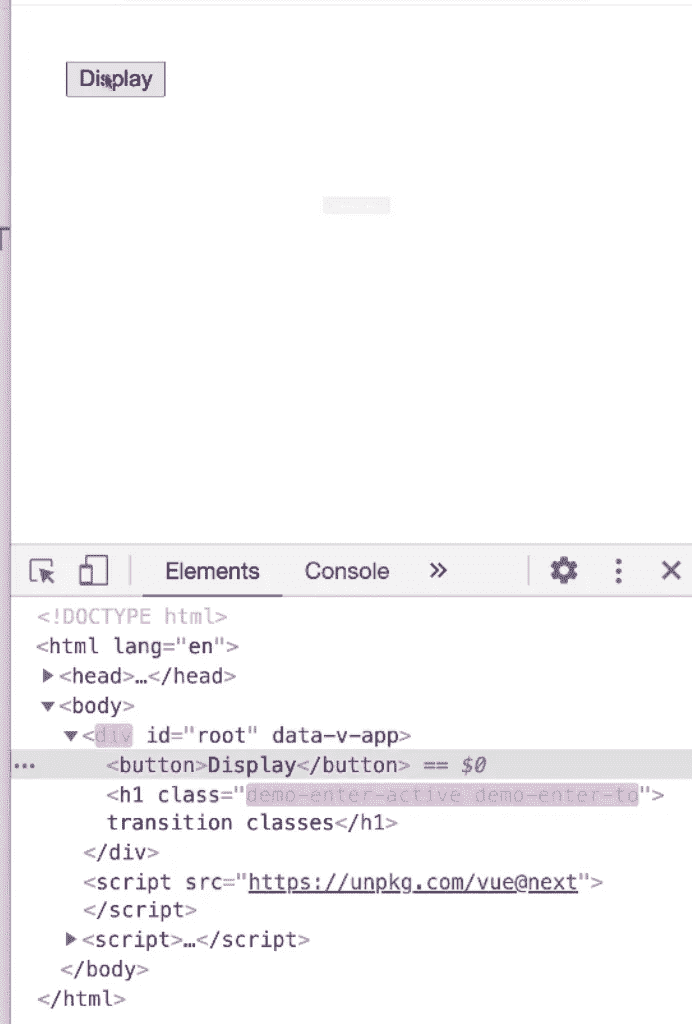 Display
Elements Console »
<!DOCTYPE html>
<html lang="en">
▶<head>…</head>
▼<body>
▼<div id="root" data-v-app>
<button>Display</button> == $0
<h1 class="demo-enter-active demo-enter-to">
transition classes</h1>
</div>
<script src="https://unpkg.com/vue@next">
</script>
▶<script>…</script>
</body>
</html>